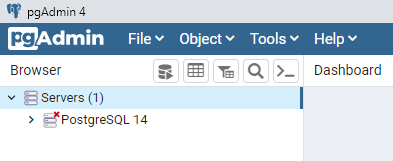 pgAdmin 4
pgAdmin File Object Tools Help
Browser Dashboard
Servers (1)
PostgreSQL 14